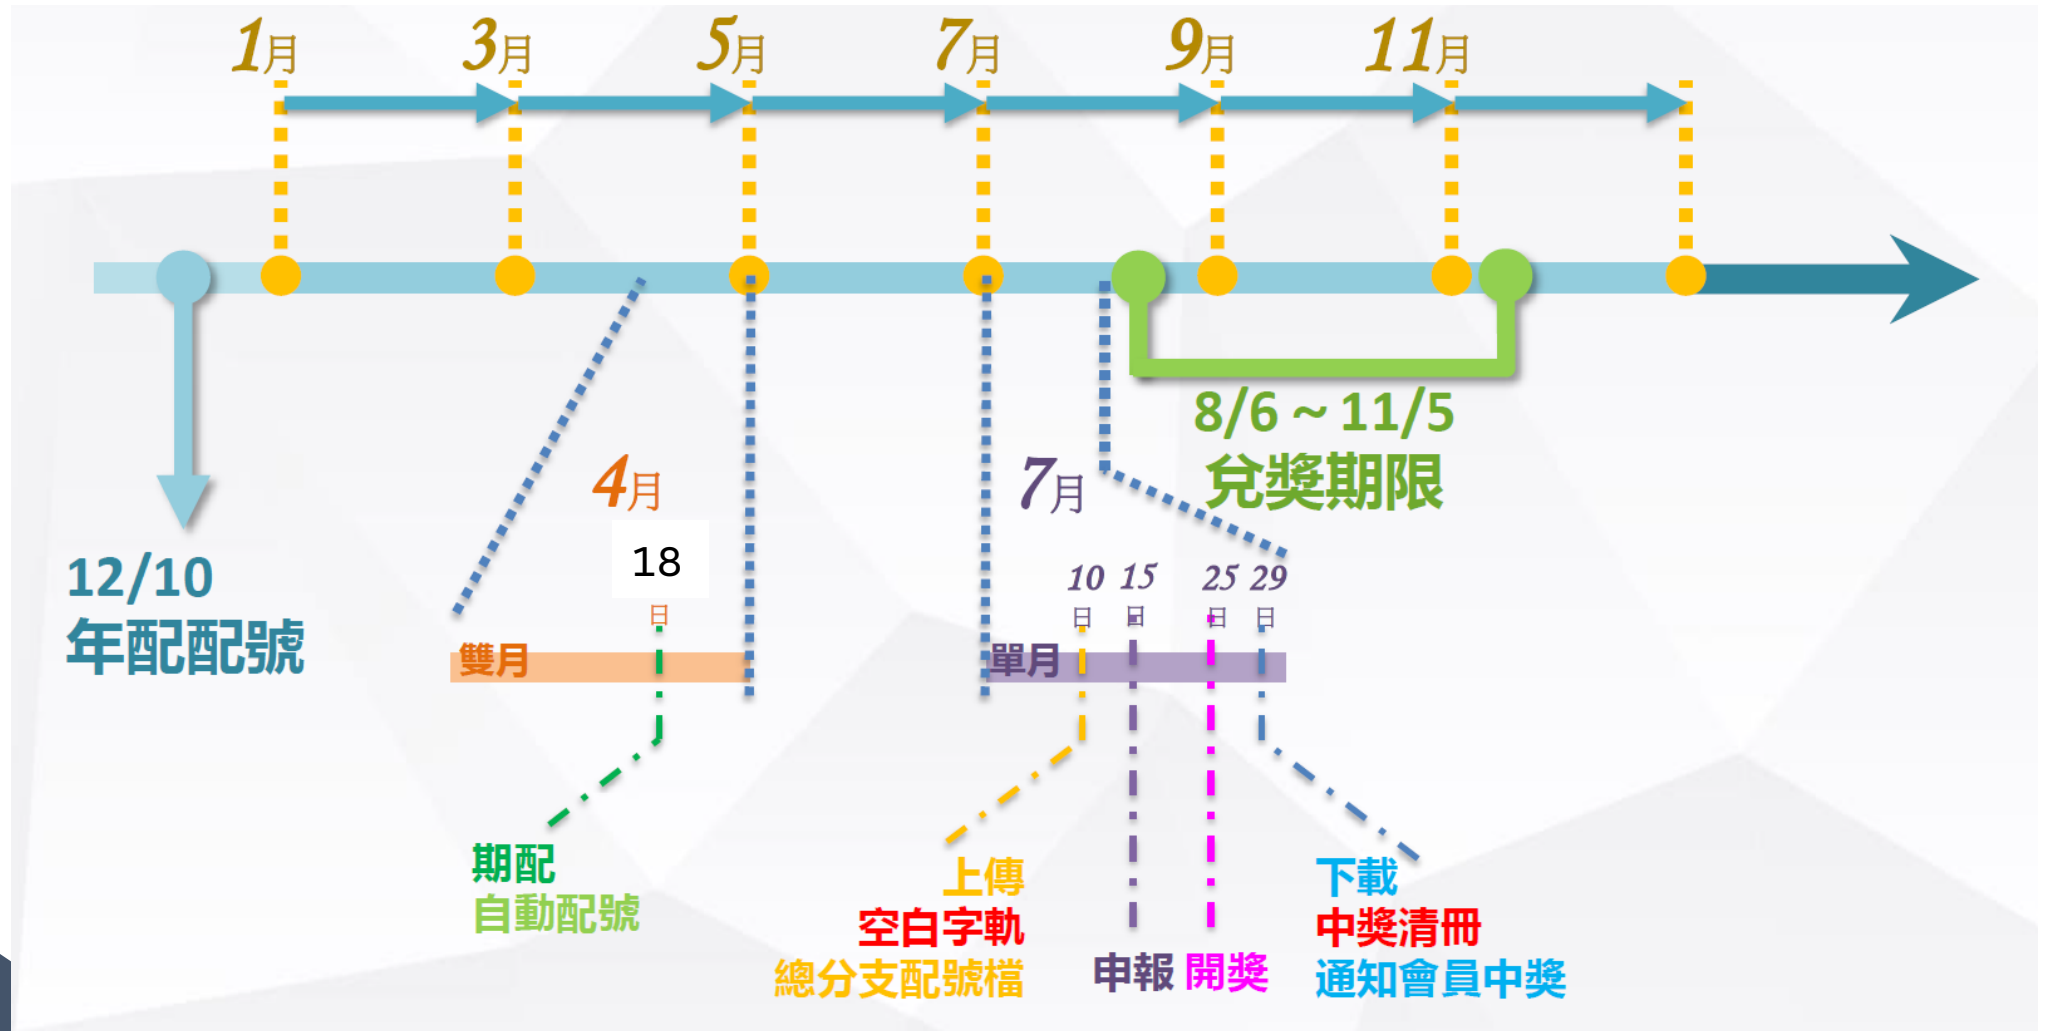 1月
3月
5月
7月
9月
11月
8/6～11/5
兌獎期限
12/10
年配配號
4月
18
日
雙月
期配
自動配號
7月
10
日
15
日
25
日
29
日
單月
上傳
空白字軌
總分支配號檔
申報
開獎
下載
中獎清冊
通知會員中獎